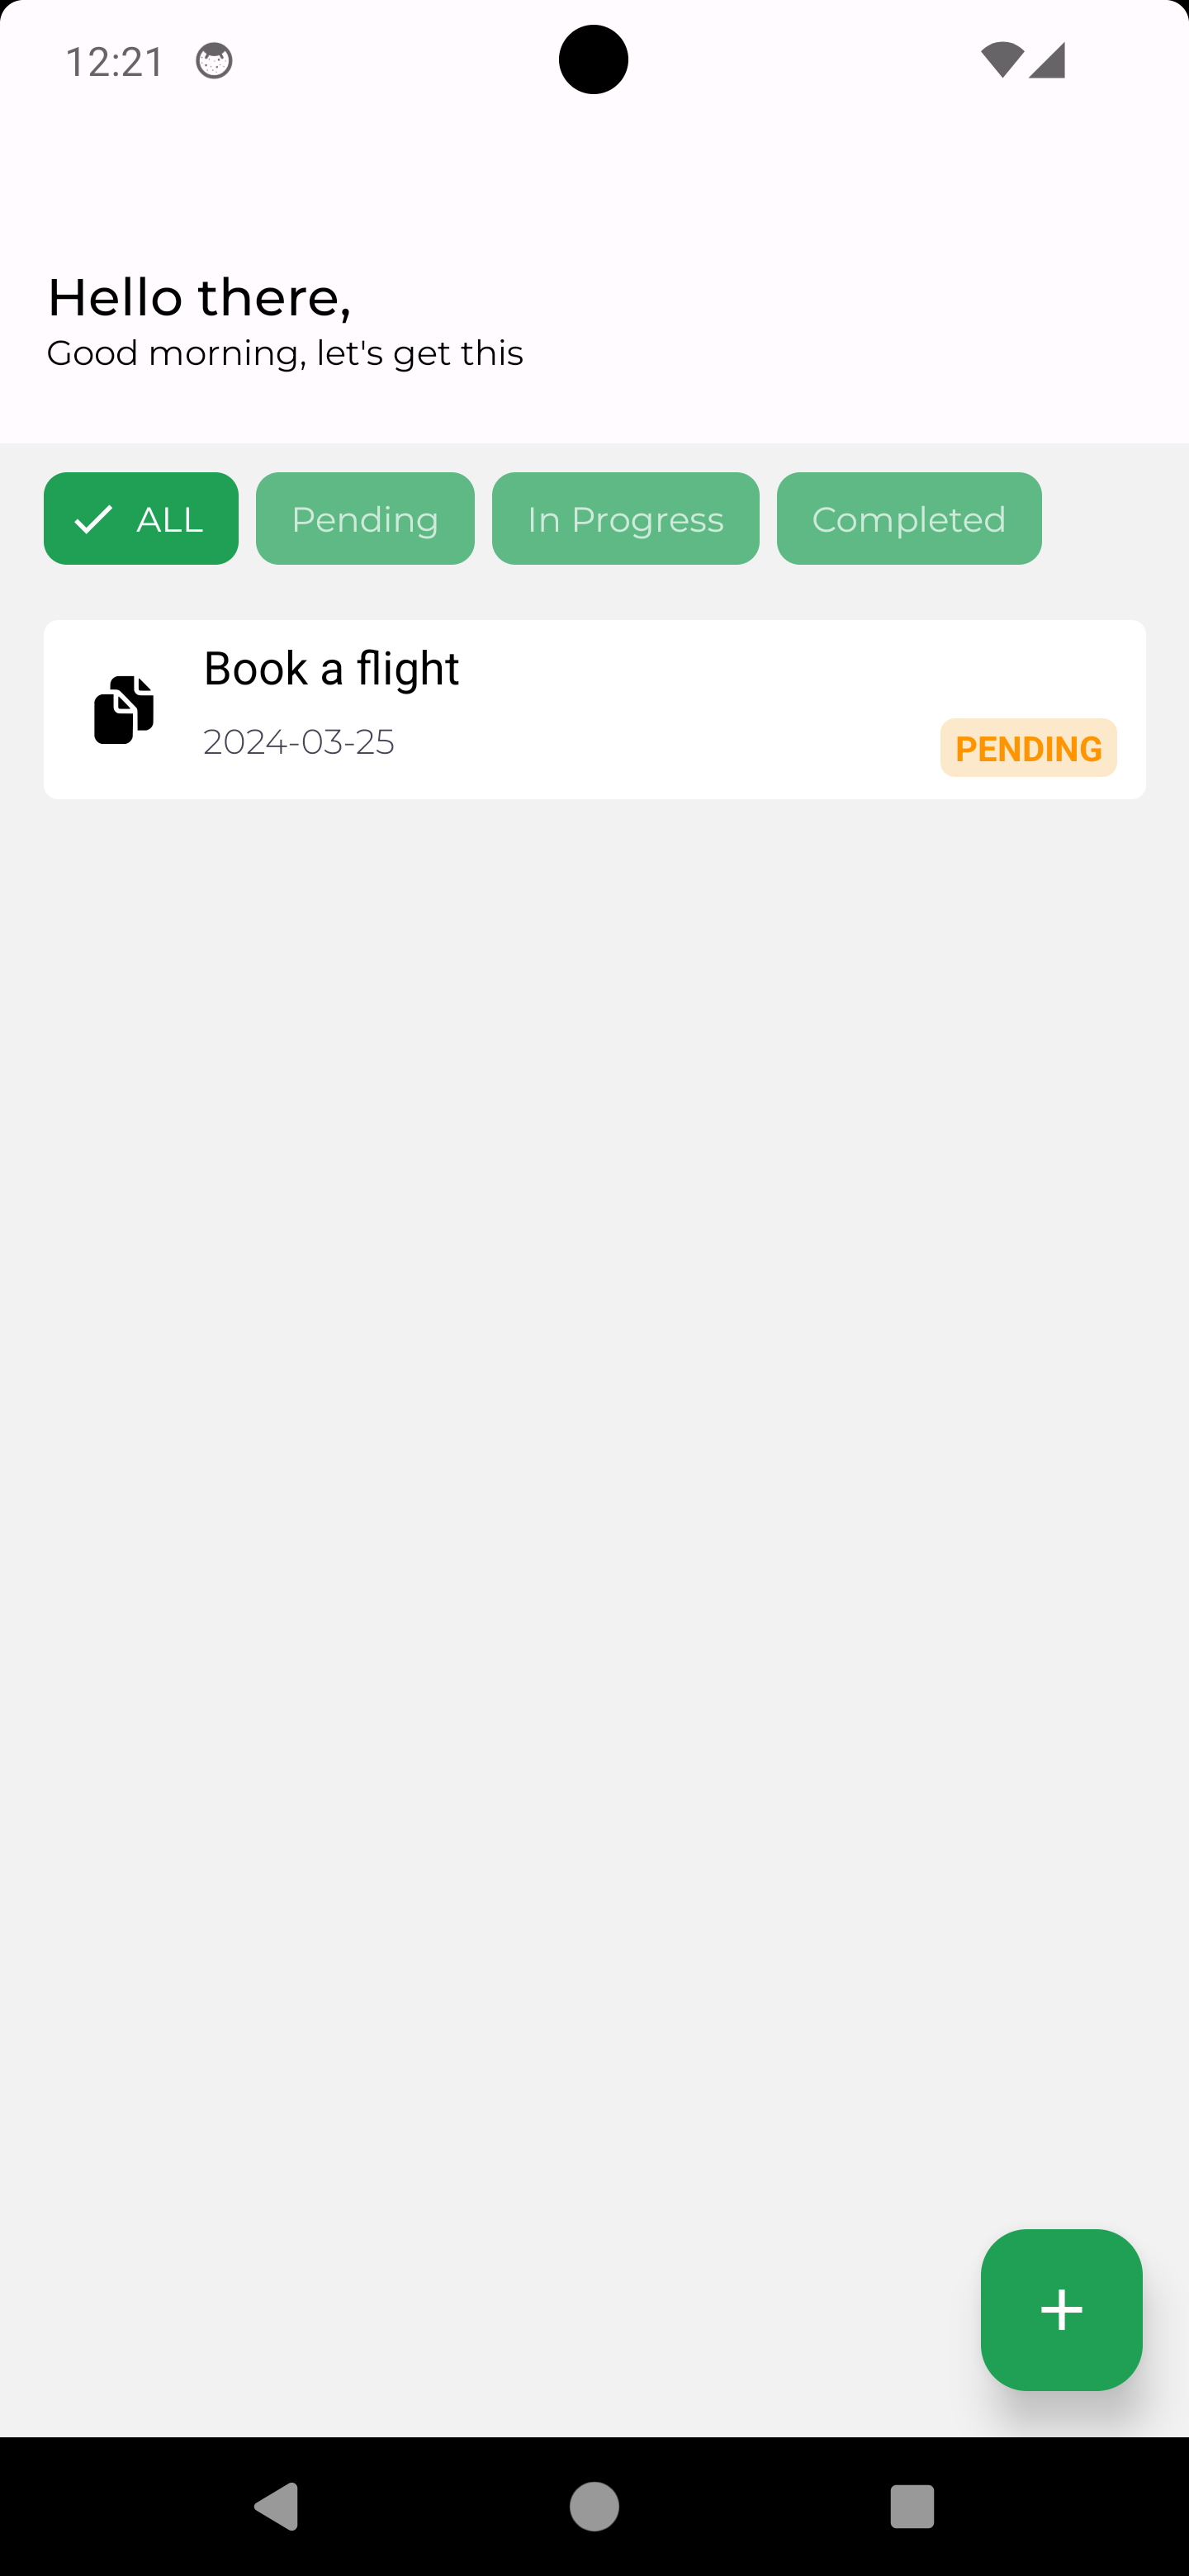 12:21
Hello there,
Good morning, let's get this
ALL Pending In Progress Completed
Book a flight
2024-03-25
PENDING